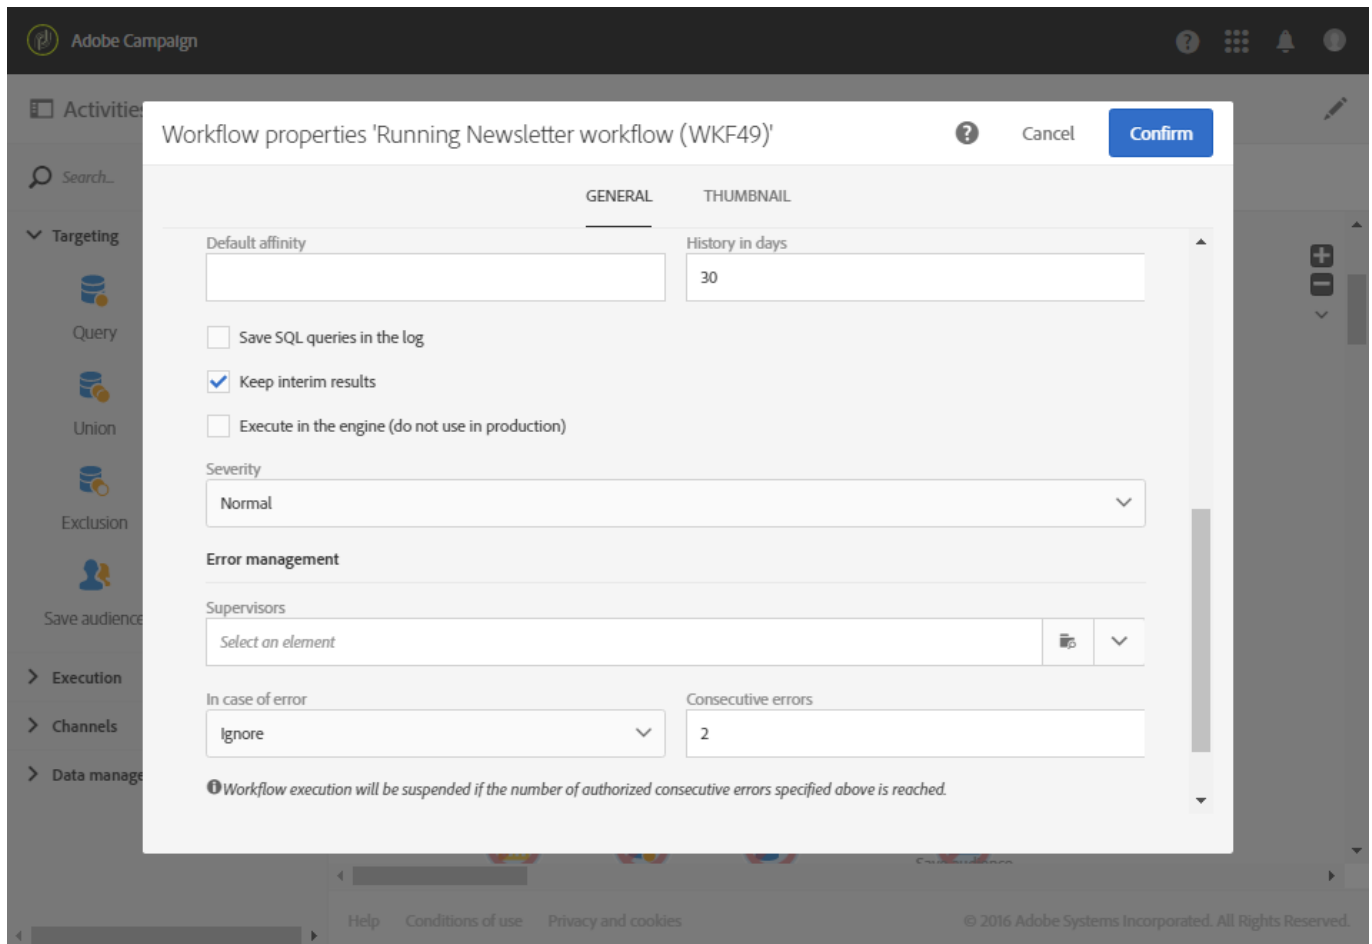 Adobe Campaign
Activities
Workflow properties 'Running Newsletter workflow (WKF49)'
Cancel
Confirm
Search...
GENERAL
THUMBNAIL
Targeting
Default affinity
History in days
30
Query
Save SQL queries in the log
Keep interim results
Union
Execute in the engine (do not use in production)
Severity
Normal
Exclusion
Error management
Supervisors
Save audience
Select an element
Execution
In case of error
Consecutive errors
Channels
Ignore
2
Data manage
Workflow execution will be suspended if the number of authorized consecutive errors specified above is reached.
Save audience
Help
Conditions of use
Privacy and cookies
© 2016 Adobe Systems Incorporated. All Rights Reserved.